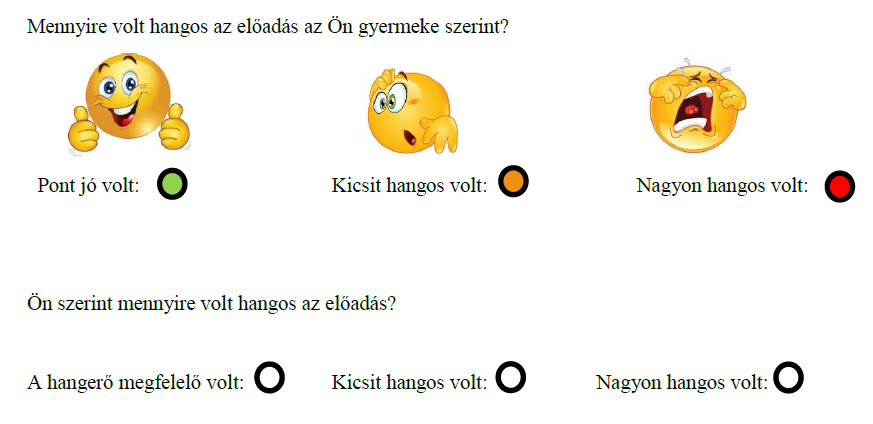 Mennyire volt hangos az előadás az Ön gyermeke szerint?
Pont jó volt: Kicsit hangos volt: Nagyon hangos volt:
Ön szerint mennyire volt hangos az előadás?
A hangerő megfelelő volt: Kicsit hangos volt: Nagyon hangos volt: